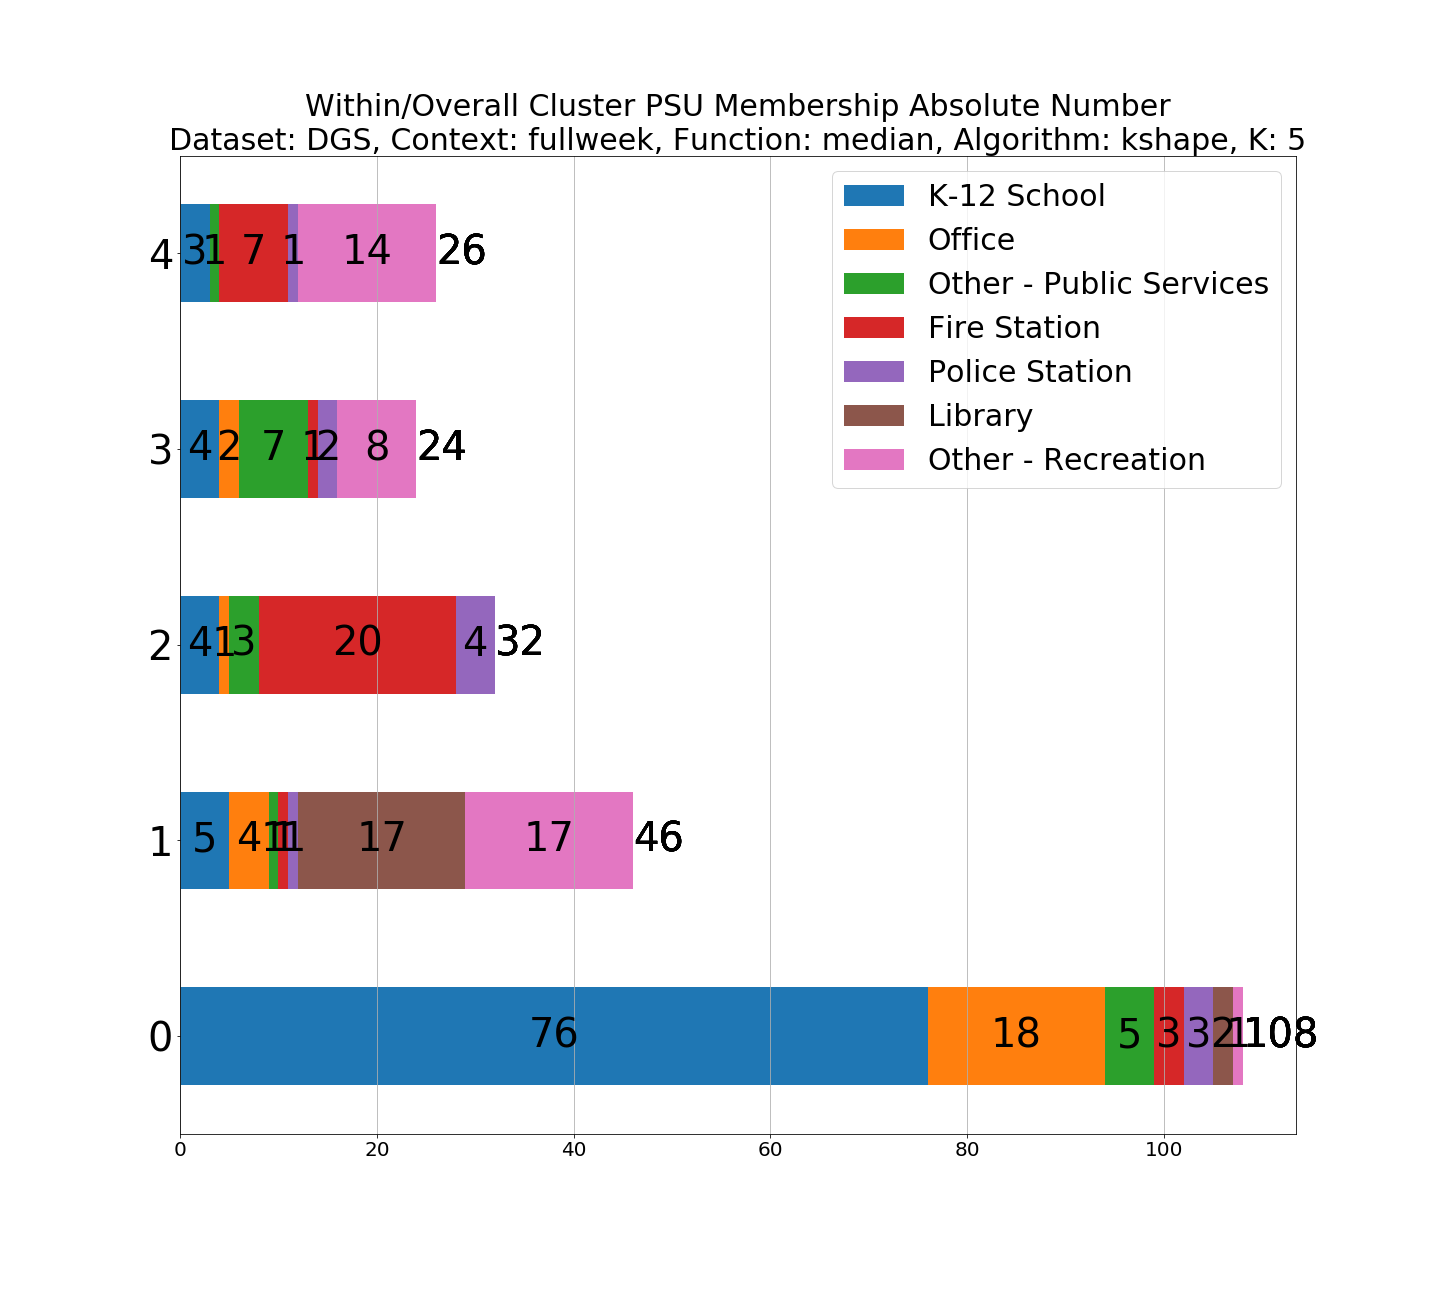 Within/Overall Cluster PSU Membership Absolute Number
Dataset: DGS, Context: fullweek, Function: median, Algorithm: kshape, K: 5
K-12 School
Office
Other - Public Services
Fire Station
Police Station
Library
Other - Recreation
4 3 1 7 1 14 26
3 4 2 7 1 2 8 24
2 4 1 3 20 4 32
1 5 4 1 1 1 17 17 46
0 76 18 5 3 3 2 1 108
0 20 40 60 80 100